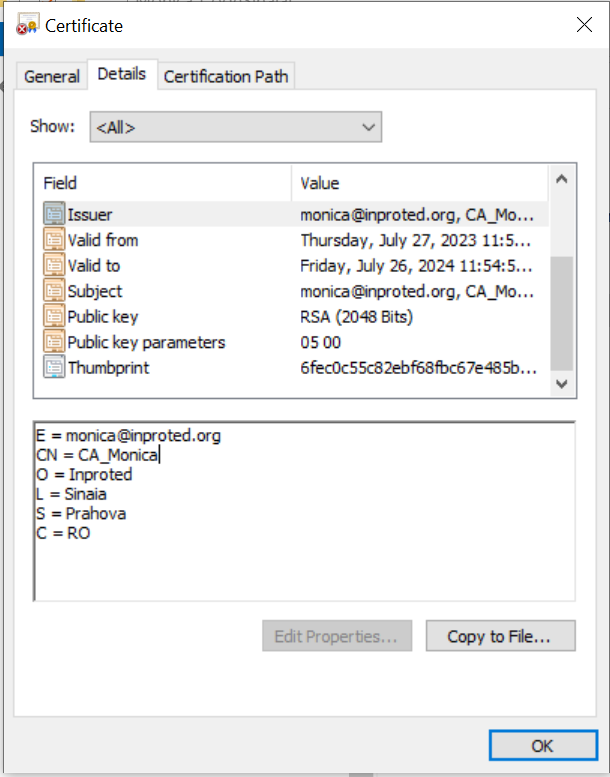 Certificate
General Details Certification Path
Show: <All>
Field Value
Issuer monica@inproted.org, CA_Mo...
Valid from Thursday, July 27, 2023 11:5...
Valid to Friday, July 26, 2024 11:54:5...
Subject monica@inproted.org, CA_Mo...
Public key RSA (2048 Bits)
Public key parameters 05 00
Thumbprint 6fec0c55c82ebf68fbc67e485b...
E = monica@inproted.org
CN = CA_Monica
O = Inproted
L = Sinaia
S = Prahova
C = RO
Edit Properties... Copy to File...
OK